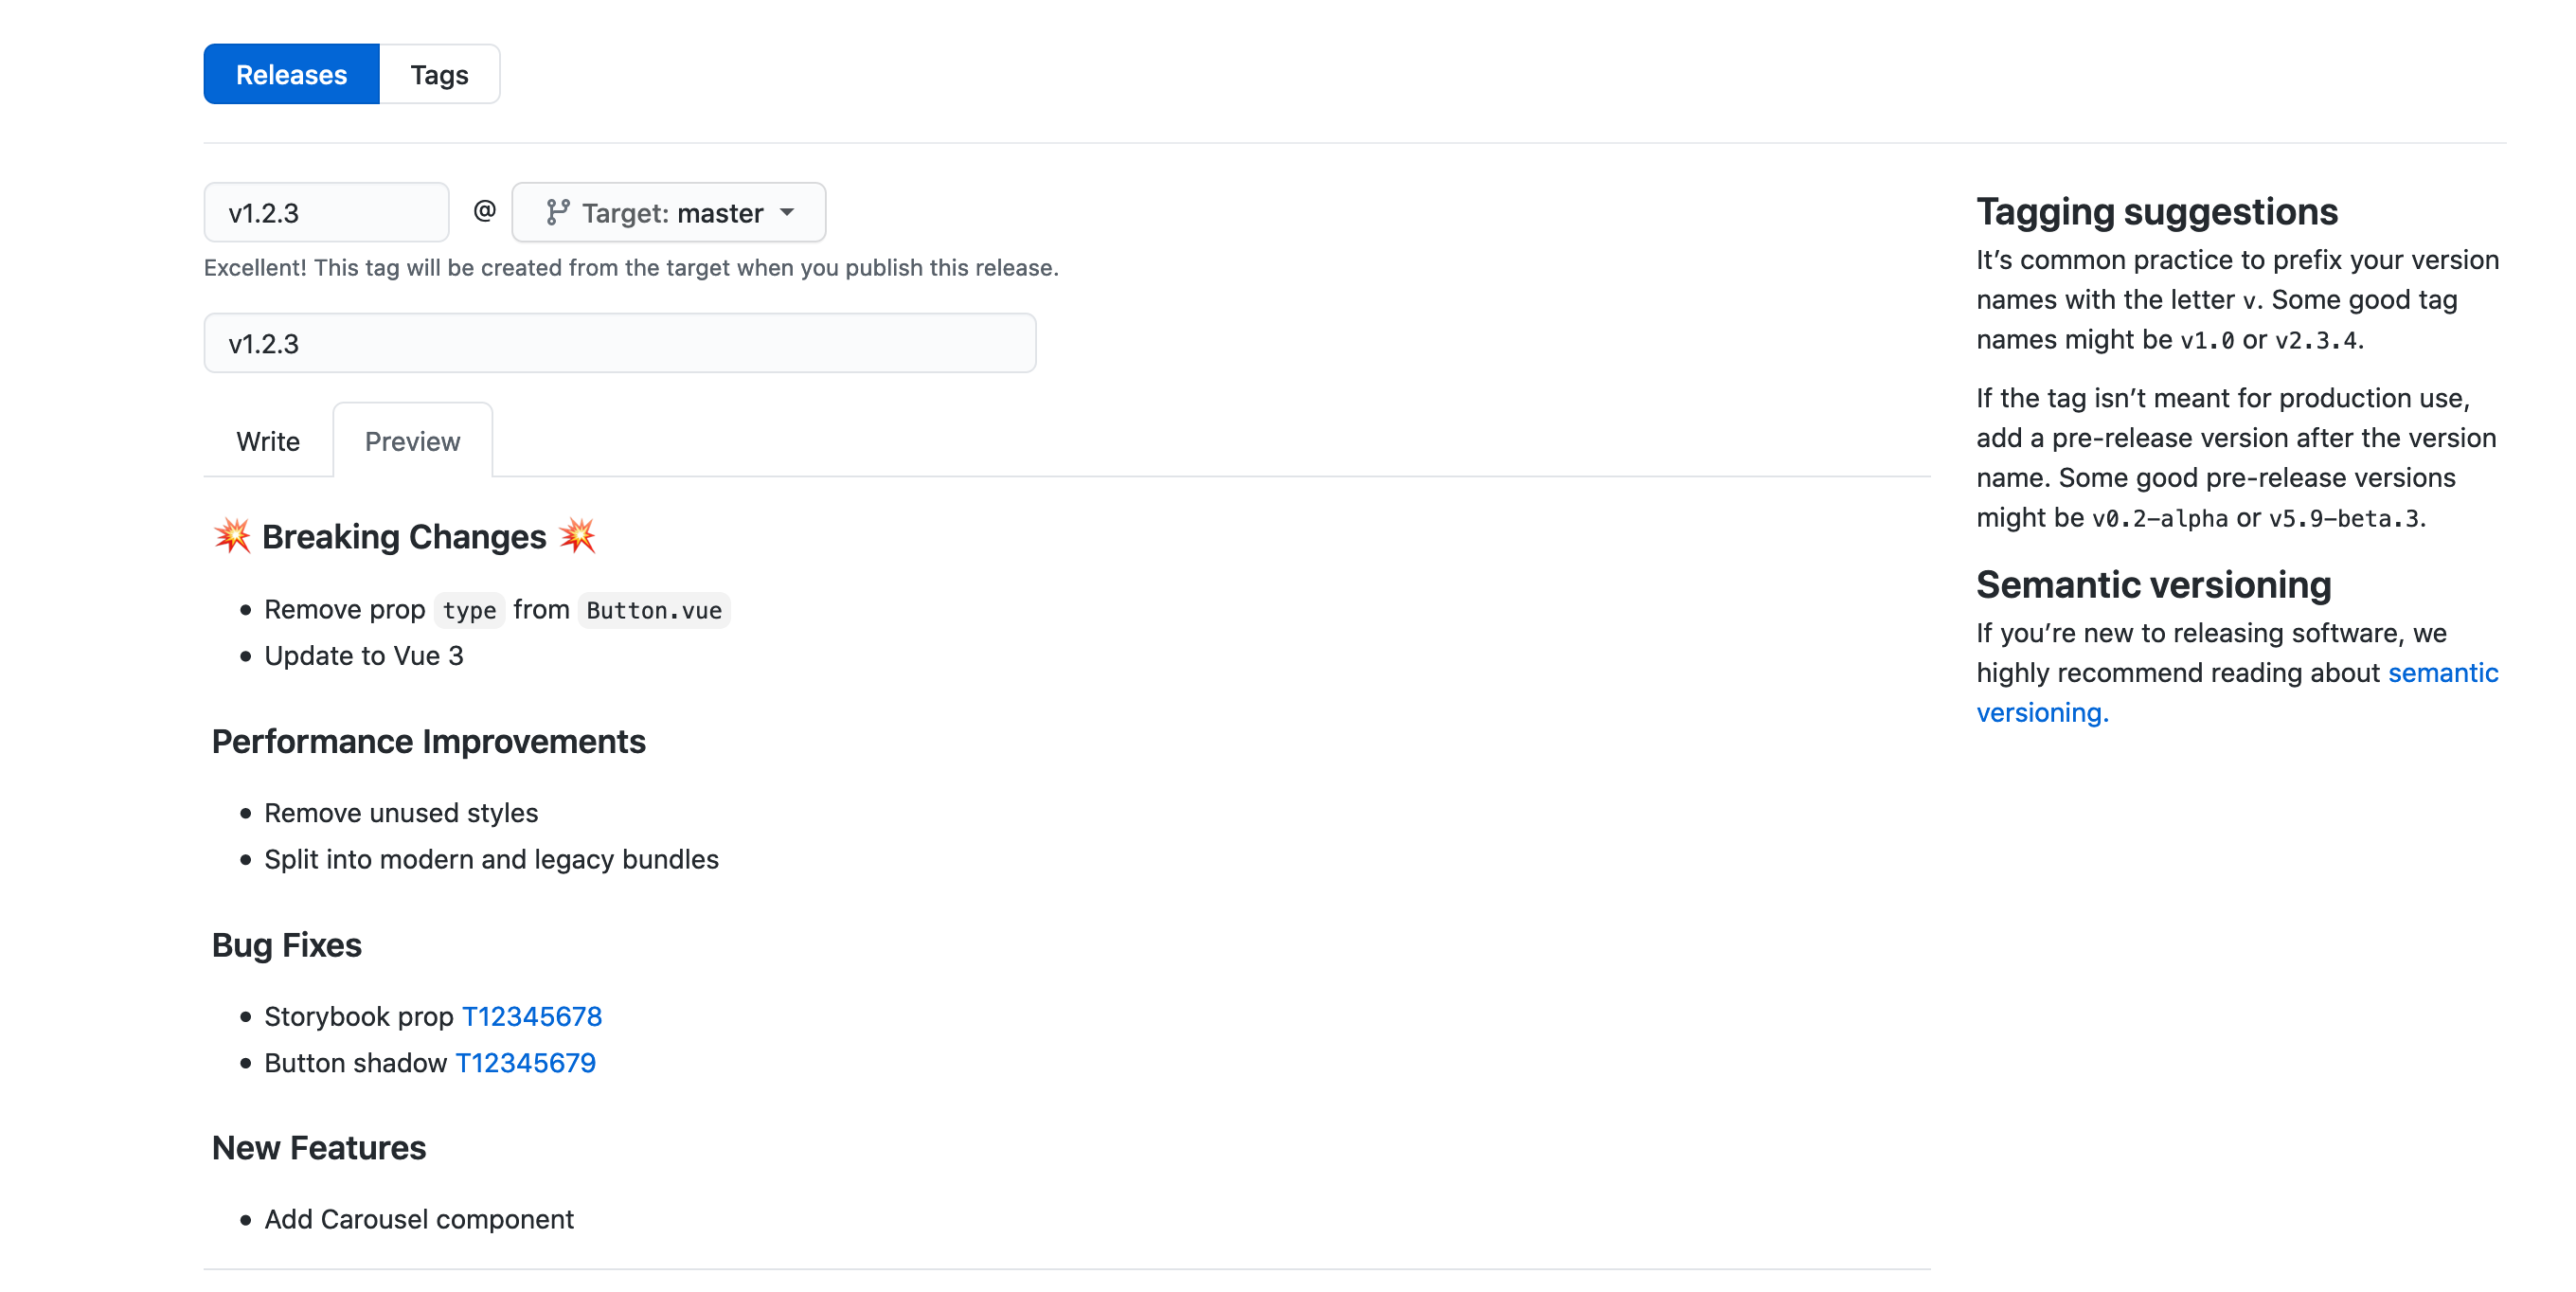 Releases
Tags
v1.2.3
@
Target: master
Excellent! This tag will be created from the target when you publish this release.
v1.2.3
Write
Preview
💥 Breaking Changes 💥
• Remove prop type from Button.vue
• Update to Vue 3
Performance Improvements
• Remove unused styles
• Split into modern and legacy bundles
Bug Fixes
• Storybook prop T12345678
• Button shadow T12345679
New Features
• Add Carousel component
Tagging suggestions
It’s common practice to prefix your version
names with the letter v. Some good tag
names might be v1.0 or v2.3.4.
If the tag isn’t meant for production use,
add a pre-release version after the version
name. Some good pre-release versions
might be v0.2-alpha or v5.9-beta.3.
Semantic versioning
If you’re new to releasing software, we
highly recommend reading about semantic
versioning.